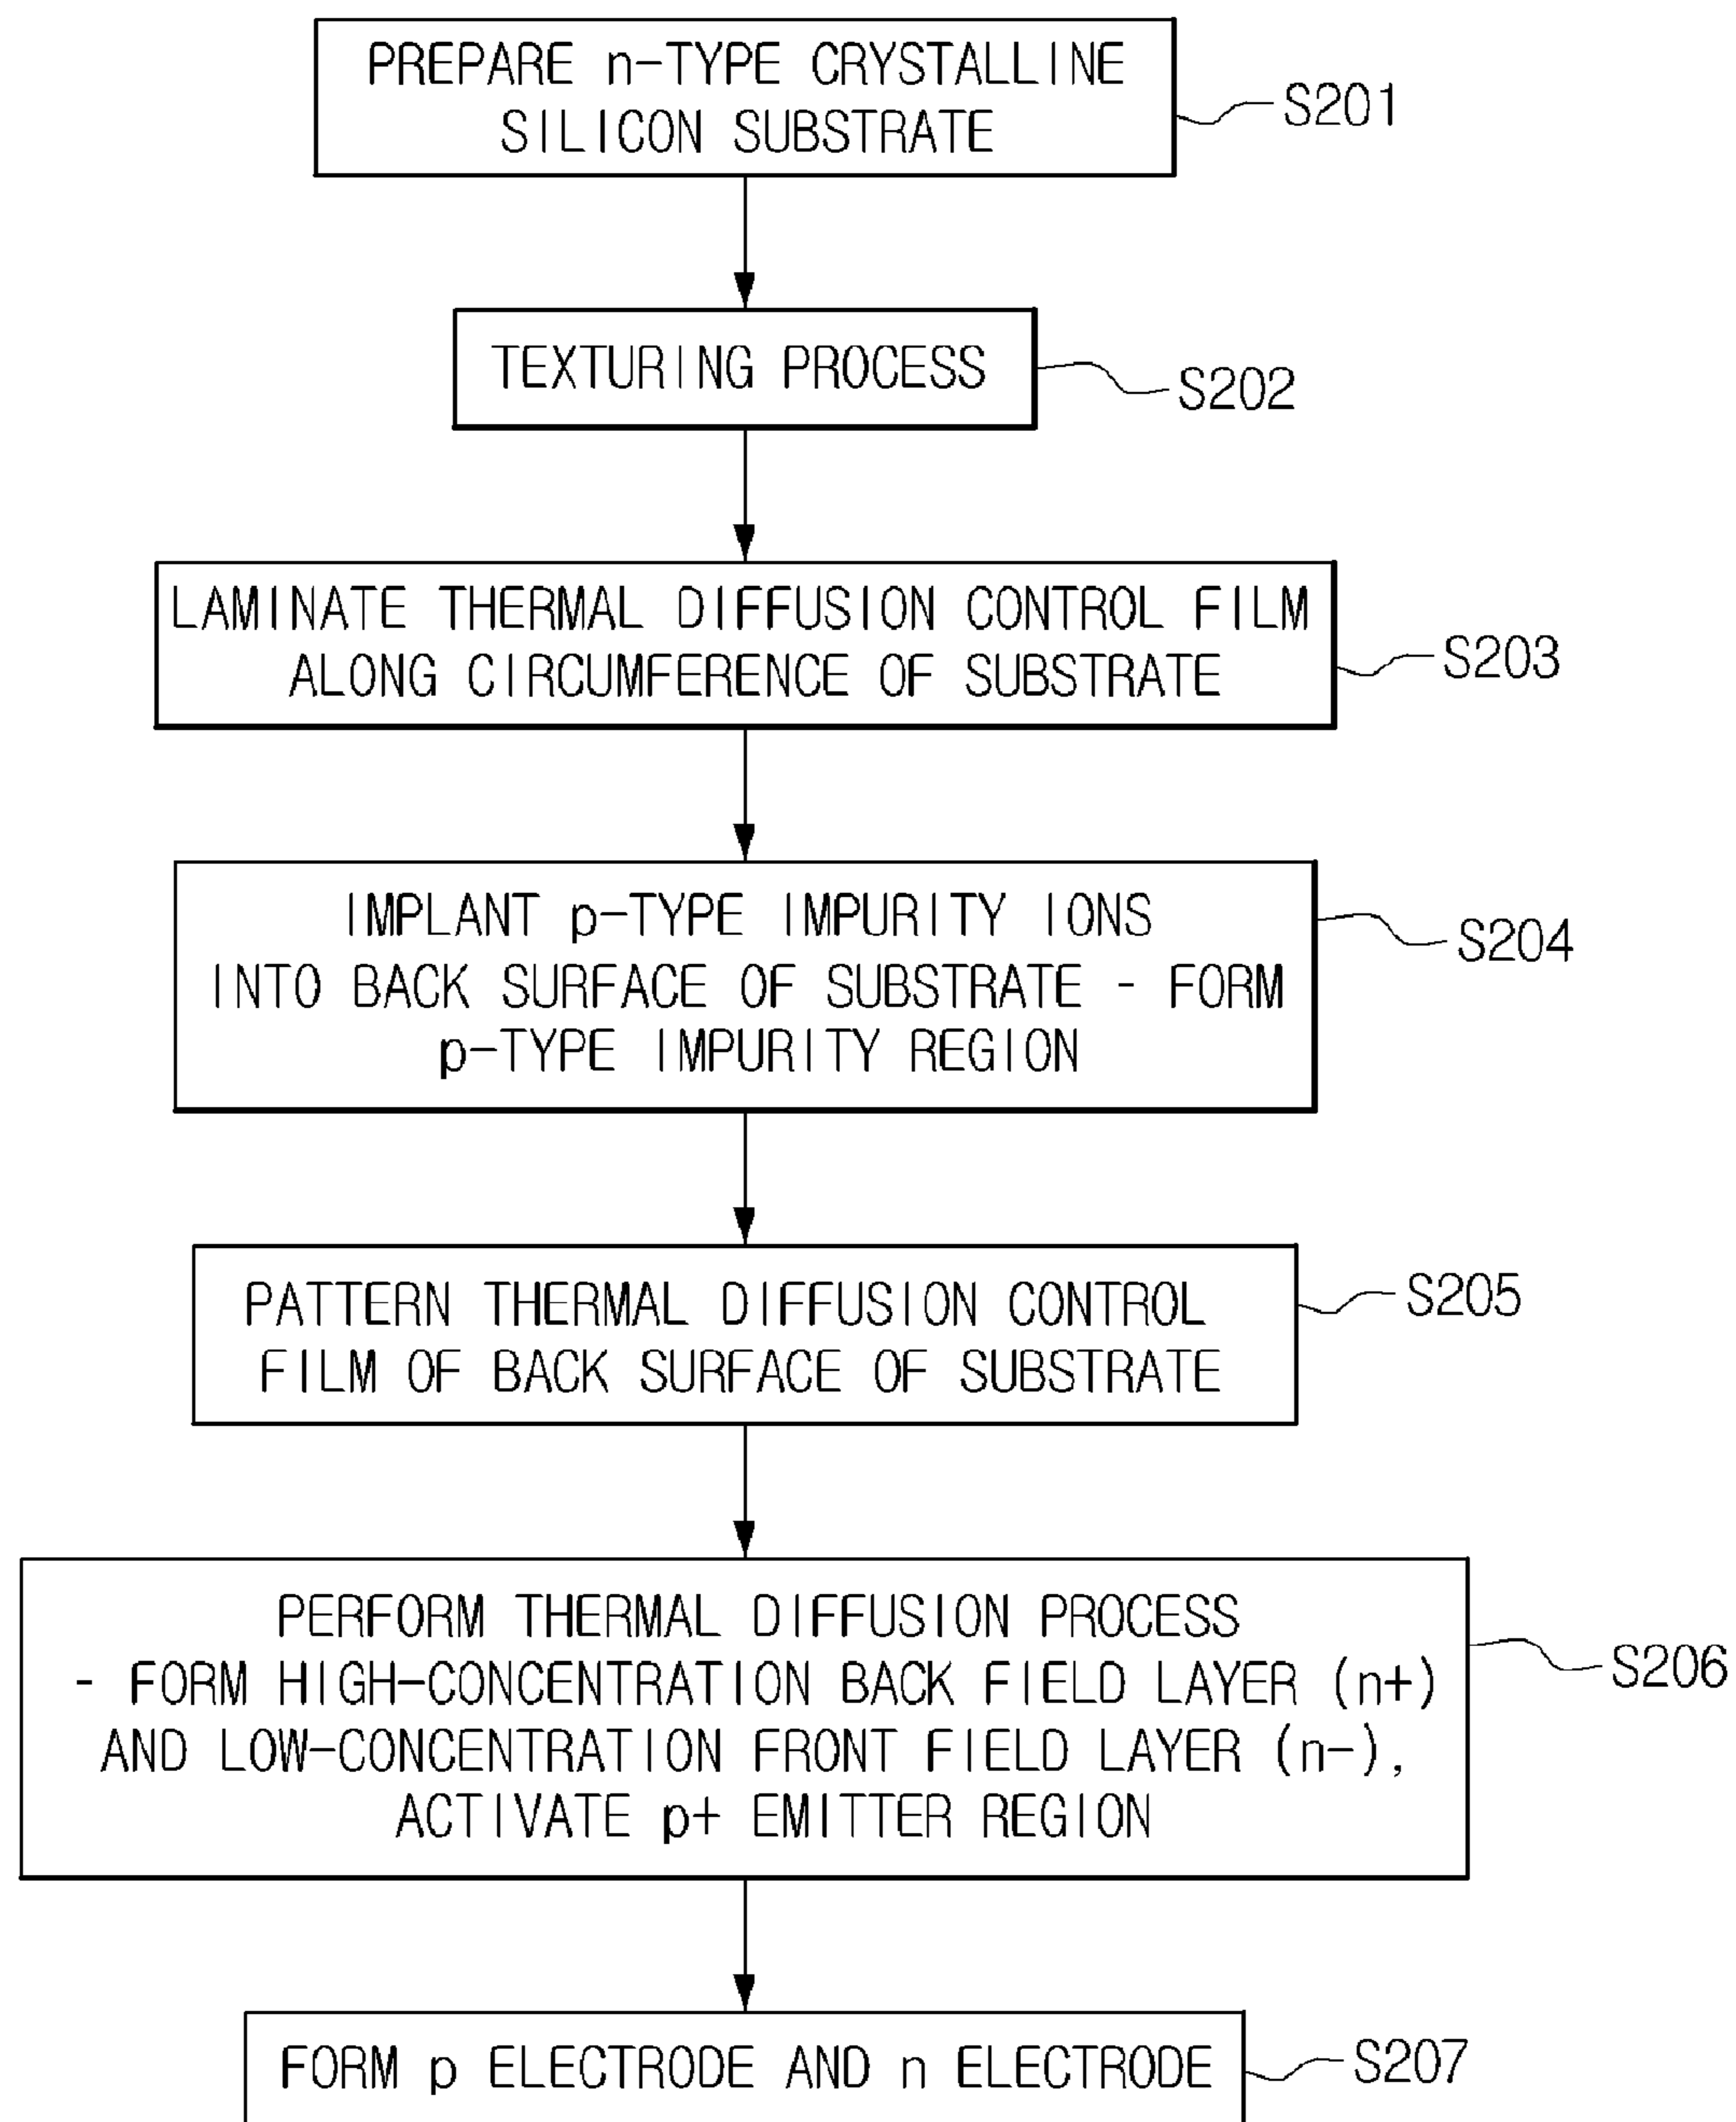 PREPARE n-TYPE CRYSTALLINE
SILICON SUBSTRATE
S201
TEXTURING PROCESS
S202
LAMINATE THERMAL DIFFUSION CONTROL FILM
ALONG CIRCUMFERENCE OF SUBSTRATE
S203
IMPLANT p-TYPE IMPURITY IONS
INTO BACK SURFACE OF SUBSTRATE - FORM
p-TYPE IMPURITY REGION
S204
PATTERN THERMAL DIFFUSION CONTROL
FILM OF BACK SURFACE OF SUBSTRATE
S205
PERFORM THERMAL DIFFUSION PROCESS
- FORM HIGH-CONCENTRATION BACK FIELD LAYER (n+)
AND LOW-CONCENTRATION FRONT FIELD LAYER (n-),
ACTIVATE p+ EMITTER REGION
S206
FORM p ELECTRODE AND n ELECTRODE
S207